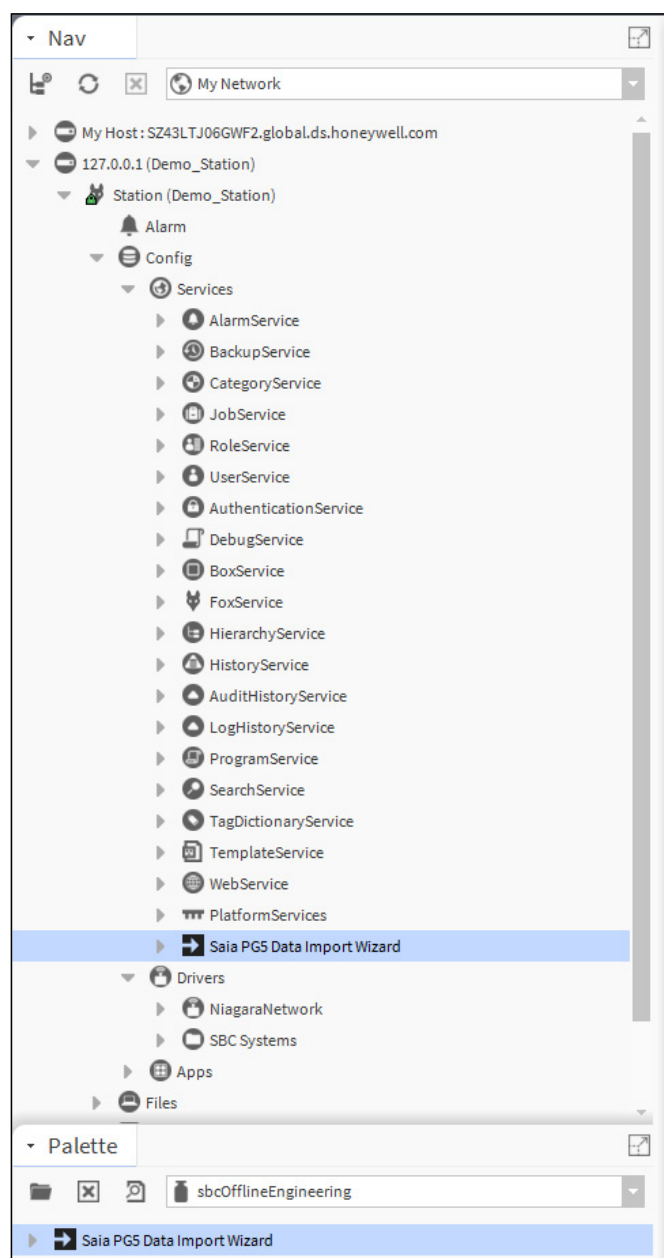 Nav
My Network
My Host : SZ43LTJ06GWF2.global.ds.honeywell.com
127.0.0.1 (Demo_Station)
Station (Demo_Station)
Alarm
Config
Services
AlarmService
BackupService
CategoryService
JobService
RoleService
UserService
AuthenticationService
DebugService
BoxService
FoxService
HierarchyService
HistoryService
AuditHistoryService
LogHistoryService
ProgramService
SearchService
TagDictionaryService
TemplateService
WebService
PlatformServices
Saia PG5 Data Import Wizard
Drivers
NiagaraNetwork
SBC Systems
Apps
Files
Palette
sbcOfflineEngineering
Saia PG5 Data Import Wizard